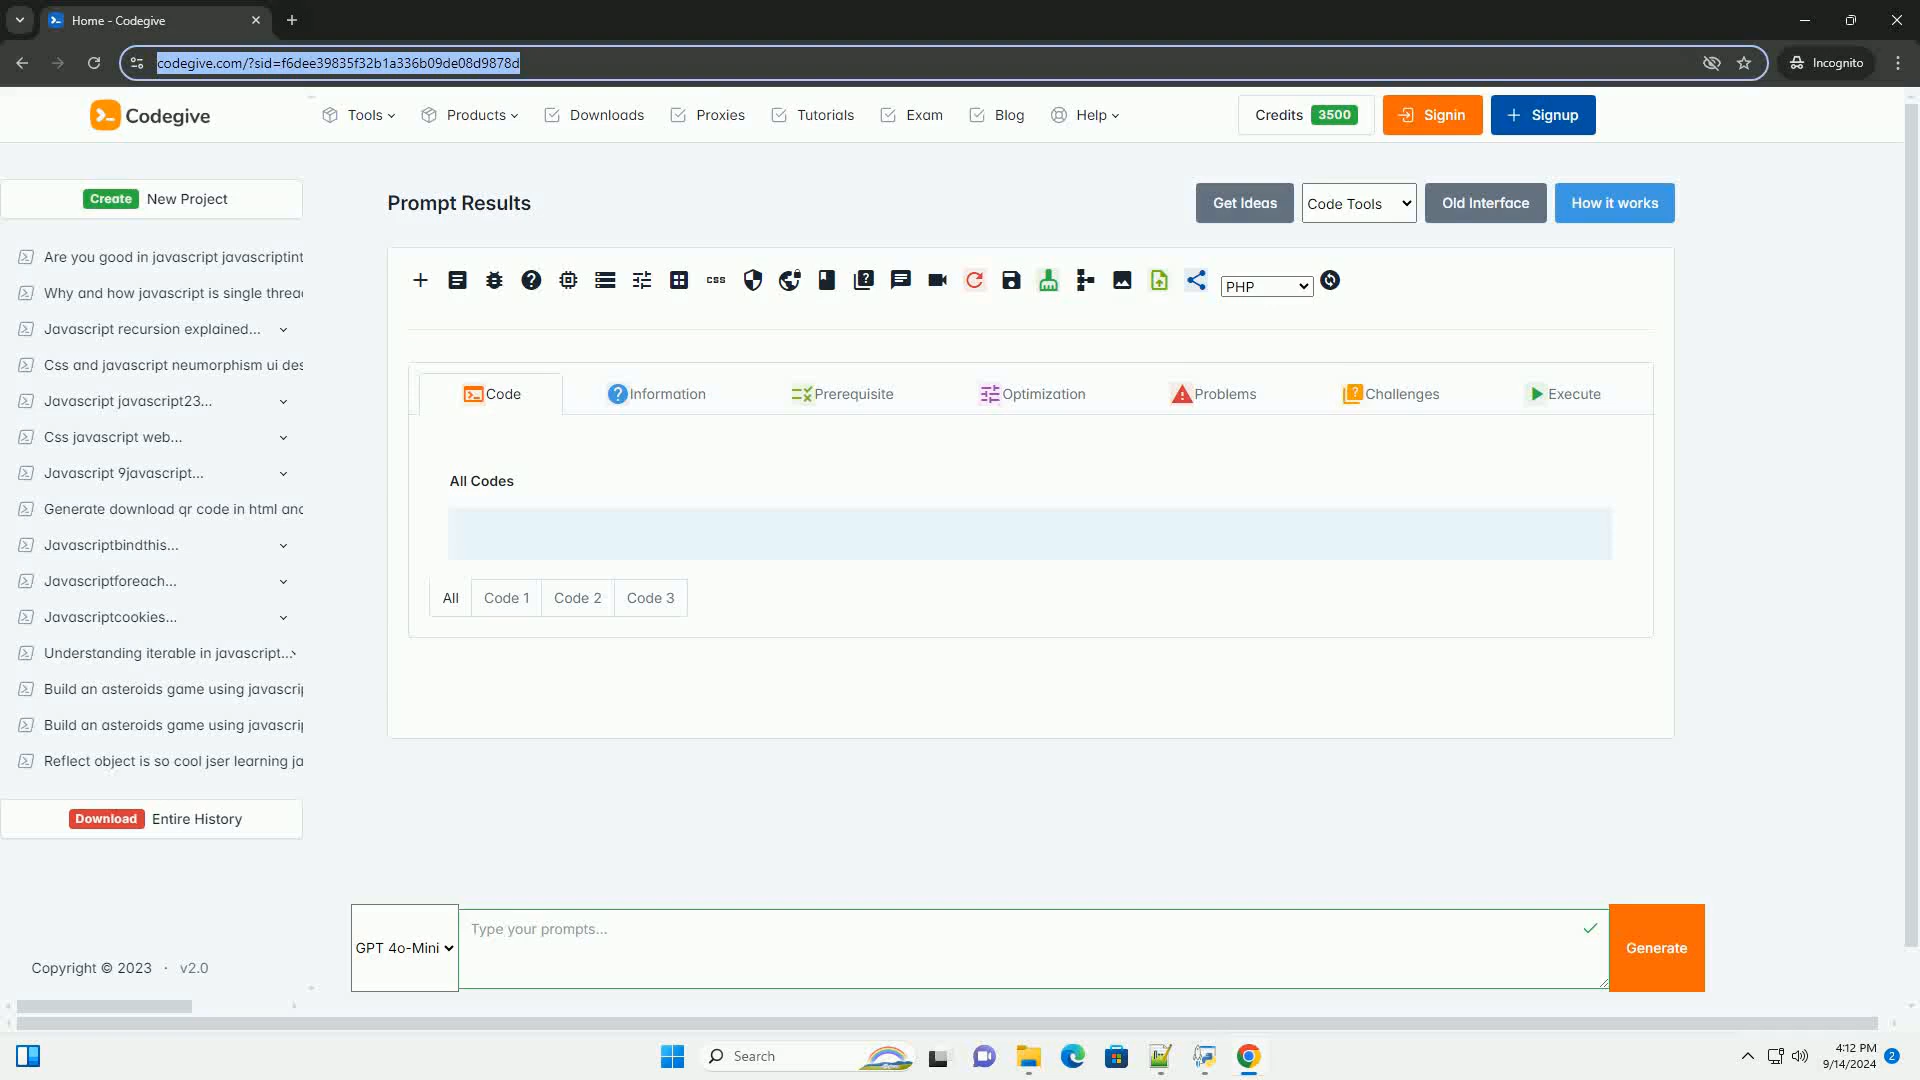 Home - Codegive
codegive.com/?sid=f6dee39835f32b1a336b09de08d9878d
Incognito
Codegive
Tools
Products
Downloads
Proxies
Tutorials
Exam
Blog
Help
Credits 3500
Signin
Signup
Create New Project
Are you good in javascript javascriptint
Why and how javascript is single threa
Javascript recursion explained...
Css and javascript neumorphism ui des
Javascript javascript23...
Css javascript web...
Javascript 9javascript...
Generate download qr code in html and
Javascriptbindthis...
Javascriptforeach...
Javascriptcookies...
Understanding iterable in javascript...
Build an asteroids game using javascrip
Build an asteroids game using javascrip
Reflect object is so cool jser learning ja
Download Entire History
Copyright © 2023 · v2.0
Prompt Results
Get Ideas
Code Tools
Old Interface
How it works
css
PHP
Code
Information
Prerequisite
Optimization
Problems
Challenges
Execute
All Codes
All
Code 1
Code 2
Code 3
GPT 4o-Mini
Type your prompts...
Generate
Search
4:12 PM
9/14/2024
2